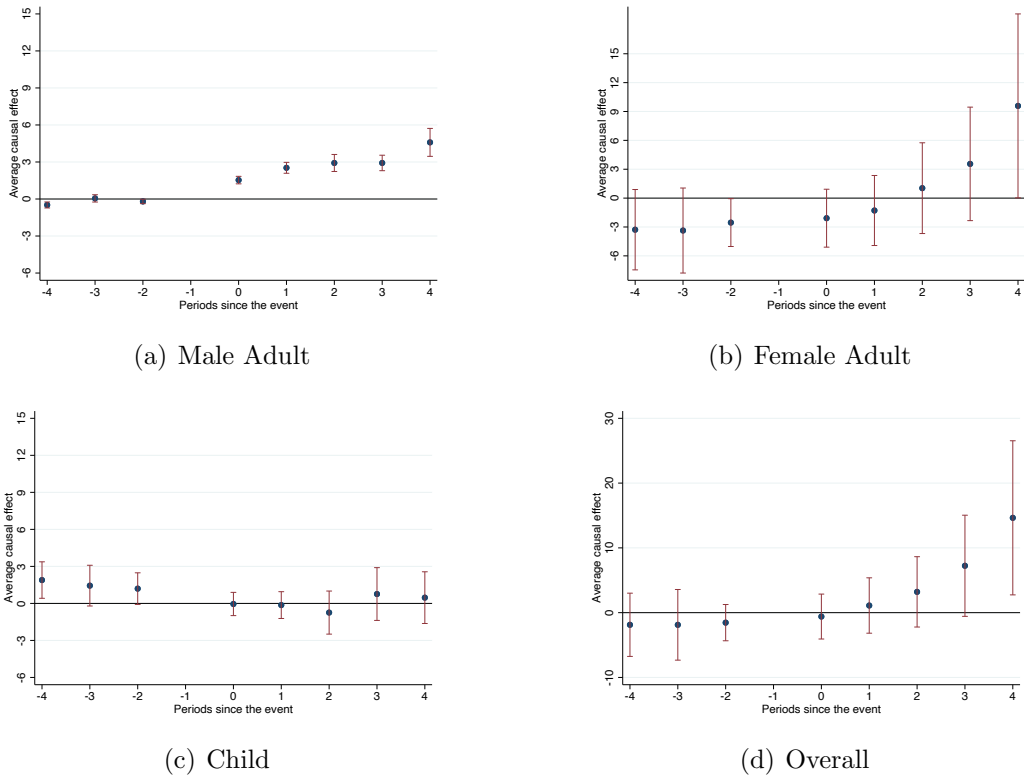 Average causal effect
15
12
9
6
3
0
-3
-6
-4 -3 -2 -1 0 1 2 3 4
Periods since the event
(a) Male Adult
Average causal effect
15
12
9
6
3
0
-3
-6
-4 -3 -2 -1 0 1 2 3 4
Periods since the event
(b) Female Adult
Average causal effect
15
12
9
6
3
0
-3
-6
-4 -3 -2 -1 0 1 2 3 4
Periods since the event
(c) Child
Average causal effect
30
20
10
0
-10
-4 -3 -2 -1 0 1 2 3 4
Periods since the event
(d) Overall